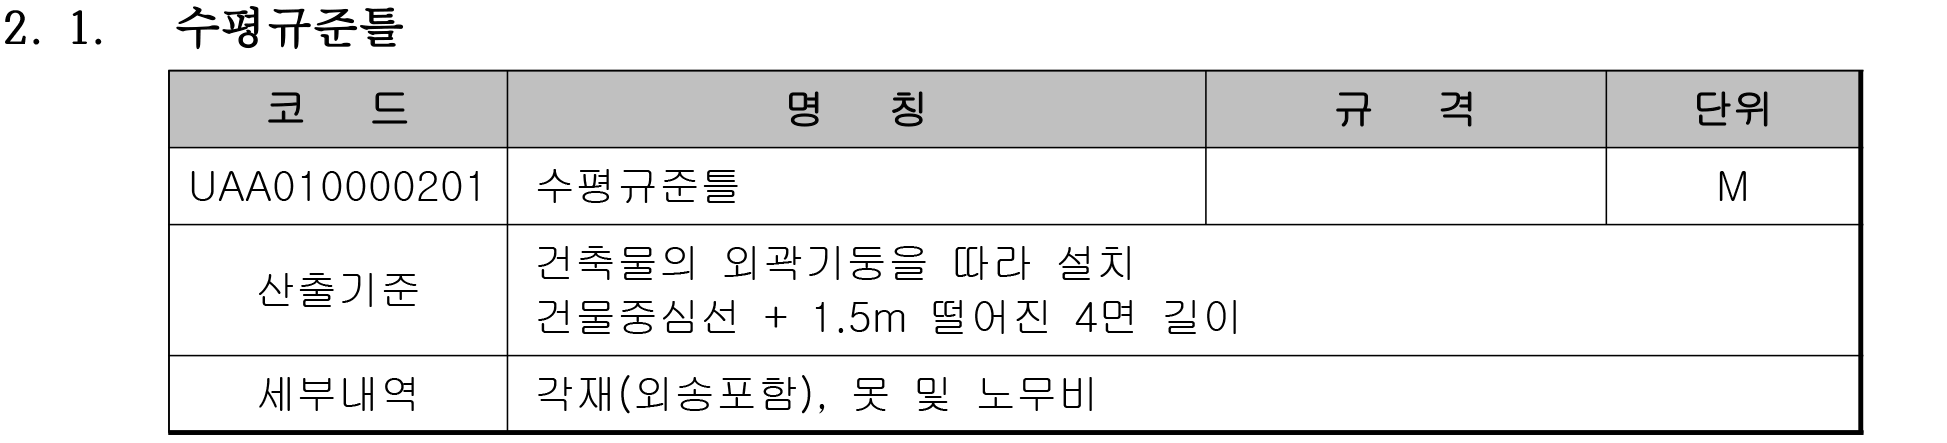 2. 1. 수평규준틀
코 드 명 칭 규 격 단위
UAA010000201 수평규준틀 M
산출기준 건축물의 외곽기둥을 따라 설치
건물중심선 + 1.5m 떨어진 4면 길이
세부내역 각재(외송포함), 못 및 노무비